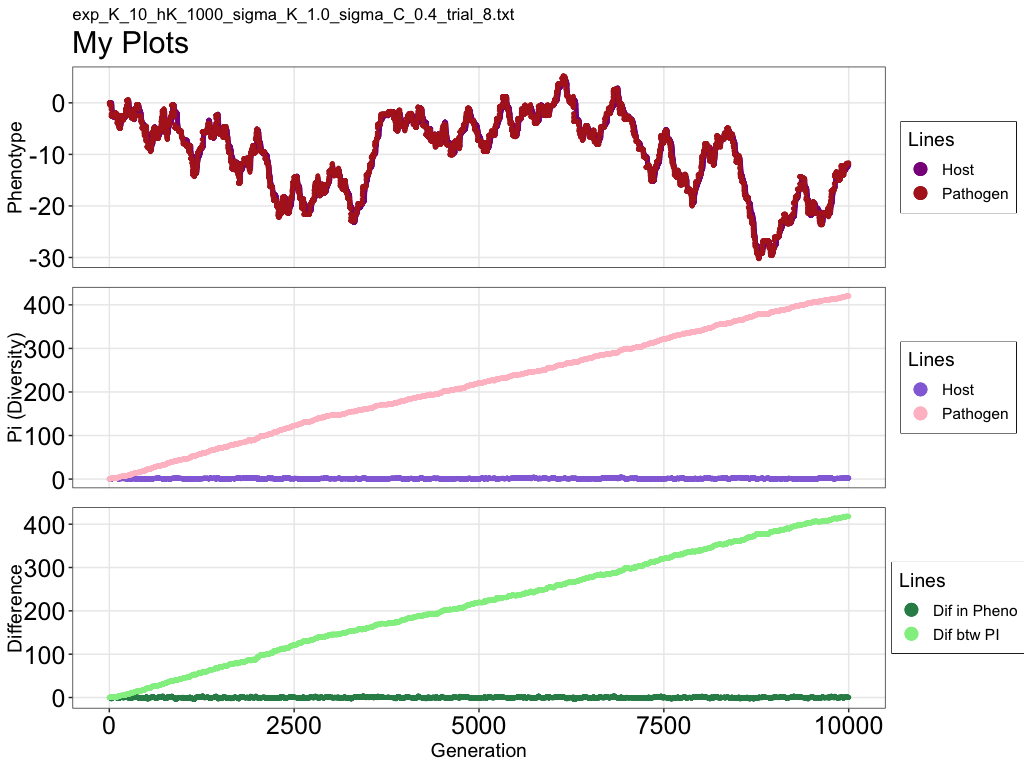 exp_K_10_hK_1000_sigma_K_1.0_sigma_C_0.4_trial_8.txt
My Plots
Phenotype
0
-10
-20
-30
Lines
Host
Pathogen
Pi (Diversity)
400
300
200
100
0
Lines
Host
Pathogen
Difference
400
300
200
100
0
Lines
Dif in Pheno
Dif btw PI
0 2500 5000 7500 10000
Generation